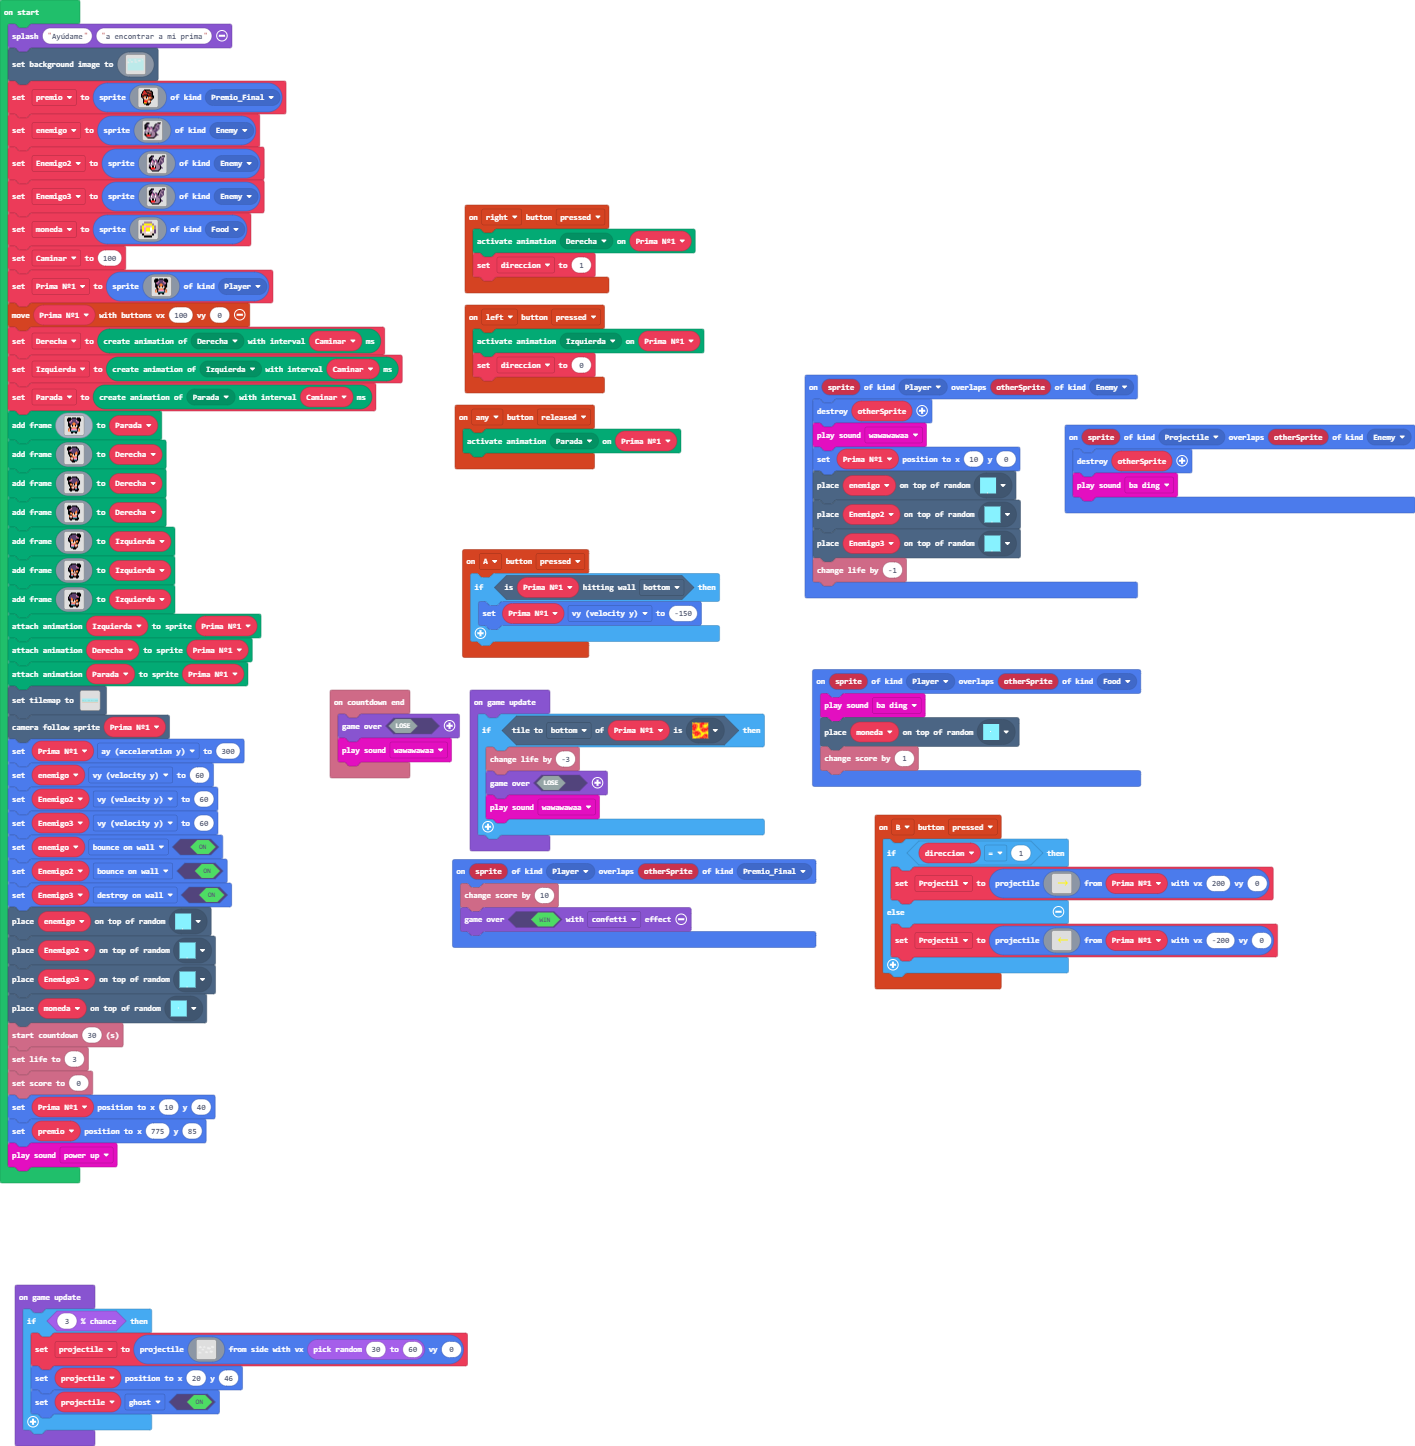 on start
splash "Ayúdame" "a encontrar a mi prima"
set background image to
set premio to sprite of kind Premio_Final
set enemigo to sprite of kind Enemy
set Enemigo2 to sprite of kind Enemy
set Enemigo3 to sprite of kind Enemy
set moneda to sprite of kind Food
set Caminar to 100
set Prima Nº1 to sprite of kind Player
move Prima Nº1 with buttons vx 100 vy 0
set Derecha to create animation of Derecha with interval Caminar ms
set Izquierda to create animation of Izquierda with interval Caminar ms
set Parada to create animation of Parada with interval Caminar ms
add frame to Parada
add frame to Derecha
add frame to Derecha
add frame to Derecha
add frame to Izquierda
add frame to Izquierda
add frame to Izquierda
attach animation Izquierda to sprite Prima Nº1
attach animation Derecha to sprite Prima Nº1
attach animation Parada to sprite Prima Nº1
set tilemap to
camera follow sprite Prima Nº1
set Prima Nº1 ay (acceleration y) to 300
set enemigo vy (velocity y) to 60
set Enemigo2 vy (velocity y) to 60
set Enemigo3 vy (velocity y) to 60
set enemigo bounce on wall ON
set Enemigo2 bounce on wall ON
set Enemigo3 destroy on wall ON
place enemigo on top of random
place Enemigo2 on top of random
place Enemigo3 on top of random
place moneda on top of random
start countdown 30 (s)
set life to 3
set score to 0
set Prima Nº1 position to x 10 y 40
set premio position to x 775 y 85
play sound power up
on right button pressed
activate animation Derecha on Prima Nº1
set direccion to 1
on left button pressed
activate animation Izquierda on Prima Nº1
set direccion to 0
on any button released
activate animation Parada on Prima Nº1
on A button pressed
if is Prima Nº1 hitting wall bottom then
set Prima Nº1 vy (velocity y) to -150
on countdown end
game over LOSE
play sound wawawawaa
on game update
if tile to bottom of Prima Nº1 is then
change life by -3
game over LOSE
play sound wawawawaa
on sprite of kind Player overlaps otherSprite of kind Premio_Final
change score by 10
game over WIN with confetti effect
on sprite of kind Player overlaps otherSprite of kind Enemy
destroy otherSprite
play sound wawawawaa
set Prima Nº1 position to x 10 y 0
place enemigo on top of random
place Enemigo2 on top of random
place Enemigo3 on top of random
change life by -1
on sprite of kind Projectile overlaps otherSprite of kind Enemy
destroy otherSprite
play sound ba ding
on sprite of kind Player overlaps otherSprite of kind Food
play sound ba ding
place moneda on top of random
change score by 1
on B button pressed
if direccion = 1 then
set Projectil to projectile from Prima Nº1 with vx 200 vy 0
else
set Projectil to projectile from Prima Nº1 with vx -200 vy 0
on game update
if 3 % chance then
set projectile to projectile from side with vx pick random 30 to 60 vy 0
set projectile position to x 20 y 46
set projectile ghost ON